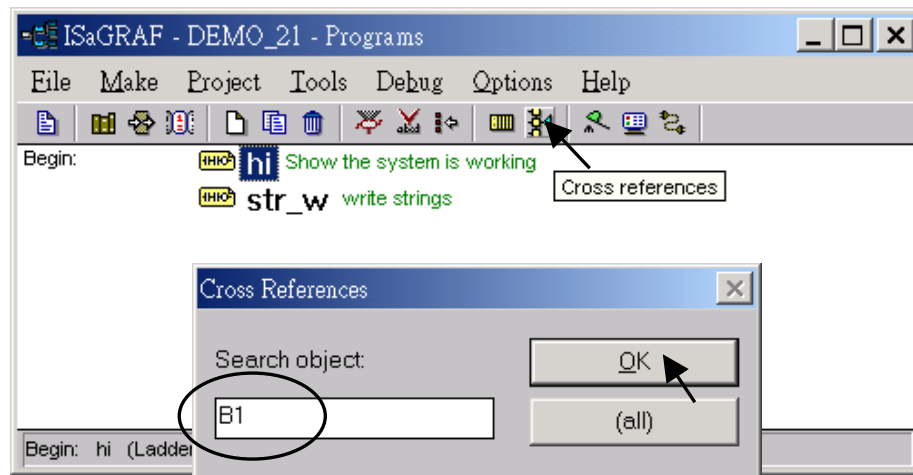 ISaGRAF - DEMO_21 - Programs
File Make Project Tools Debug Options Help
Begin: hi Show the system is working
Cross references
str_w write strings
Cross References
Search object:
OK
B1
(all)
Begin: hi (Ladder